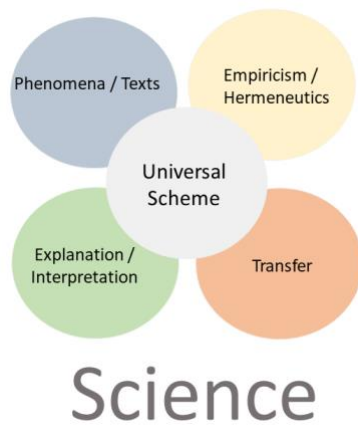 Phenomena / Texts
Empiricism /
Hermeneutics
Universal
Scheme
Explanation /
Interpretation
Transfer
Science